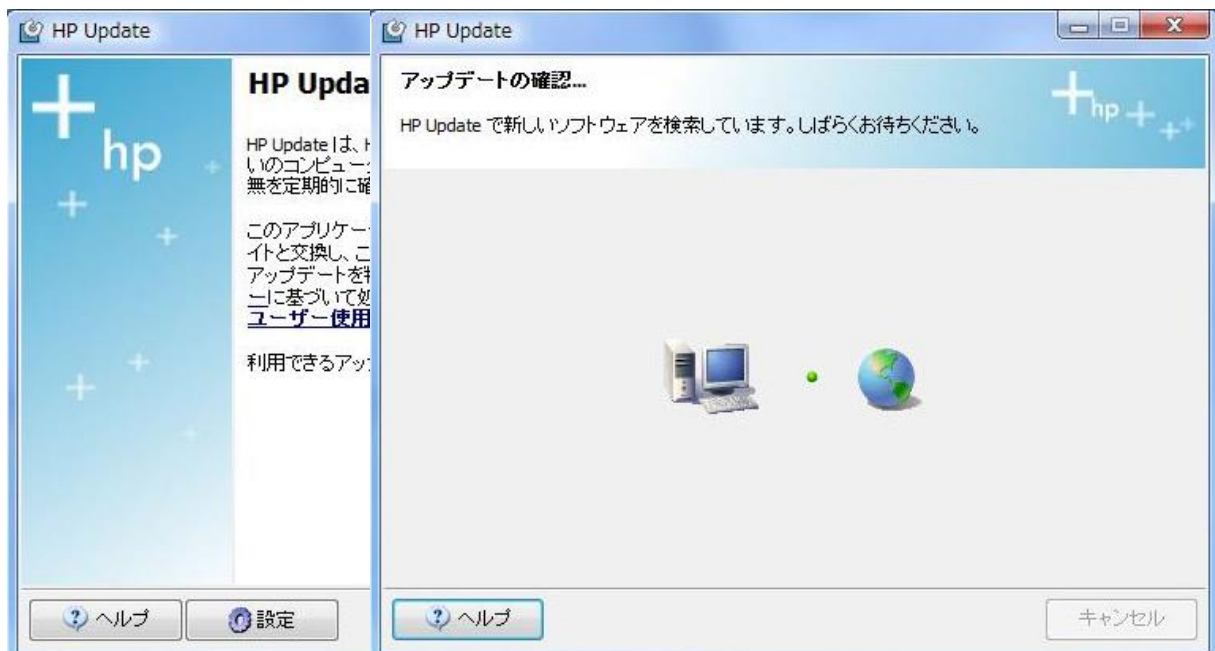 HP Update
hp
HP Upda
HP Update は、H
いのコンピュー
無を定期的に確
このアプリケー
イトと交換し、こ
アップデートを判
ーに基づいて処
ユーザー使用
利用できるアッ
ヘルプ
設定
HP Update
アップデートの確認...
HP Update で新しいソフトウェアを検索しています。しばらくお待ちください。
hp
ヘルプ
キャンセル